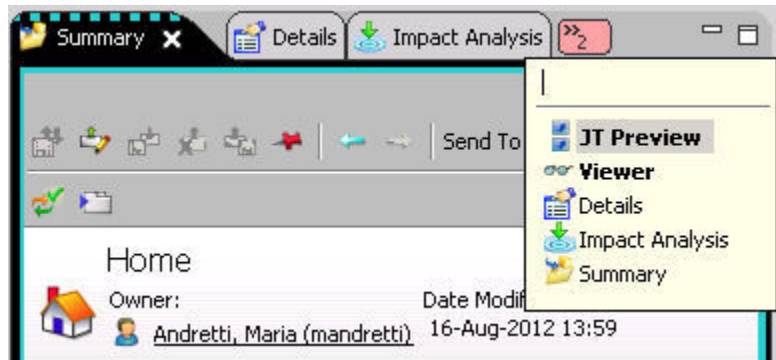 Summary
Details
Impact Analysis
»2
Send To
JT Preview
Viewer
Details
Impact Analysis
Summary
Home
Owner:
Andretti, Maria (mandretti)
Date Modif
16-Aug-2012 13:59